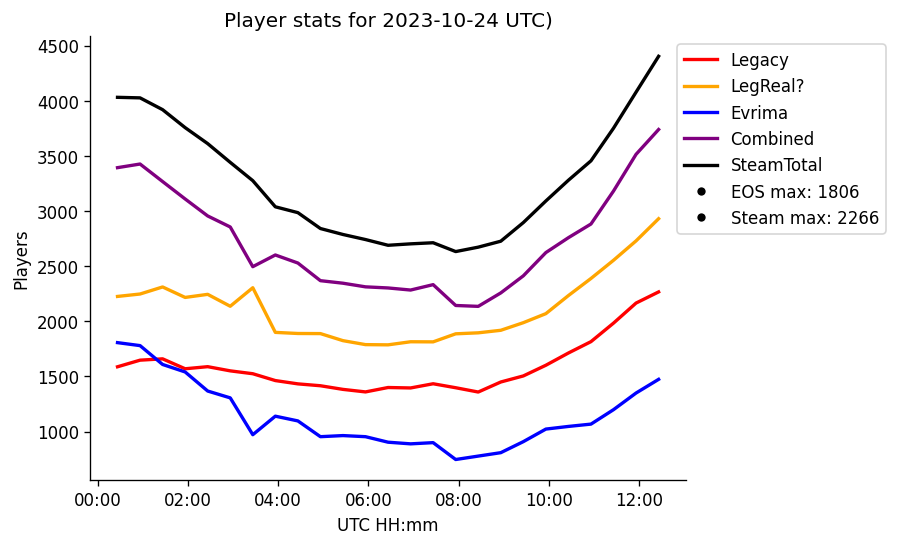 Player stats for 2023-10-24 UTC)
4500
4000
3500
3000
2500
2000
1500
1000
Players
00:00 02:00 04:00 06:00 08:00 10:00 12:00
UTC HH:mm
Legacy
LegReal?
Evrima
Combined
SteamTotal
EOS max: 1806
Steam max: 2266